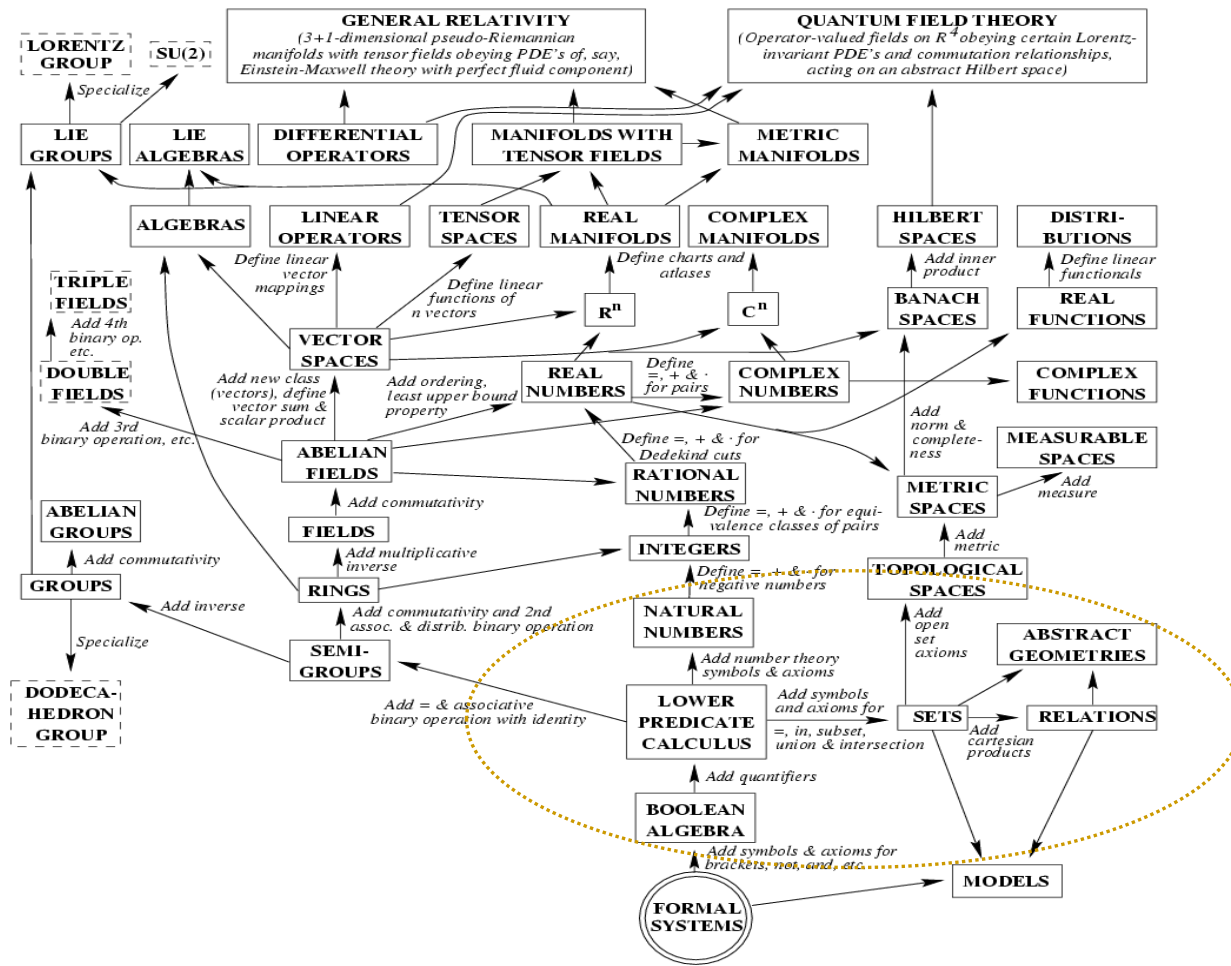 GENERAL RELATIVITY
(3+1-dimensional pseudo-Riemannian
manifolds with tensor fields obeying PDE's of, say,
Einstein-Maxwell theory with perfect fluid component)
QUANTUM FIELD THEORY
(Operator-valued fields on R⁴ obeying certain Lorentz-
invariant PDE's and commutation relationships,
acting on an abstract Hilbert space)
LORENTZ
GROUP
SU(2)
Specialize
LIE
GROUPS
LIE
ALGEBRAS
DIFFERENTIAL
OPERATORS
MANIFOLDS WITH
TENSOR FIELDS
METRIC
MANIFOLDS
ALGEBRAS
LINEAR
OPERATORS
TENSOR
SPACES
REAL
MANIFOLDS
COMPLEX
MANIFOLDS
HILBERT
SPACES
DISTRI-
BUTIONS
Define linear
vector
mappings
Define linear
functions of
n vectors
Define charts and
atlases
Add inner
product
Define linear
functionals
TRIPLE
FIELDS
Add 4th
binary op.
etc.
DOUBLE
FIELDS
Add 3rd
binary operation, etc.
VECTOR
SPACES
Rⁿ
Cⁿ
BANACH
SPACES
REAL
FUNCTIONS
Add new class
(vectors), define
vector sum &
scalar product
Add ordering,
least upper bound
property
REAL
NUMBERS
Define
=, + & ·
for pairs
COMPLEX
NUMBERS
COMPLEX
FUNCTIONS
Add
norm &
complete-
ness
MEASURABLE
SPACES
Add
measure
ABELIAN
FIELDS
Define =, + & · for
Dedekind cuts
RATIONAL
NUMBERS
METRIC
SPACES
Add commutativity
ABELIAN
GROUPS
FIELDS
Define =, + & · for equi-
valence classes of pairs
Add
metric
Add commutativity
Add multiplicative
inverse
INTEGERS
GROUPS
RINGS
Define =, + & · for
negative numbers
TOPOLOGICAL
SPACES
Add inverse
Add commutativity and 2nd
assoc. & distrib. binary operation
NATURAL
NUMBERS
Add
open
set
axioms
ABSTRACT
GEOMETRIES
Specialize
SEMI-
GROUPS
Add number theory
symbols & axioms
DODECA-
HEDRON
GROUP
Add = & associative
binary operation with identity
LOWER
PREDICATE
CALCULUS
Add symbols
and axioms for
=, in, subset,
union & intersection
SETS
RELATIONS
Add
cartesian
products
Add quantifiers
BOOLEAN
ALGEBRA
Add symbols & axioms for
brackets, not, and, etc.
MODELS
FORMAL
SYSTEMS